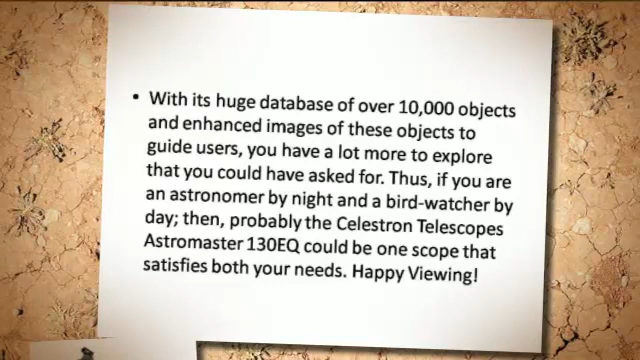 • With its huge database of over 10,000 objects
and enhanced images of these objects to
guide users, you have a lot more to explore
that you could have asked for. Thus, if you are
an astronomer by night and a bird-watcher by
day; then, probably the Celestron Telescopes
Astromaster 130EQ could be one scope that
satisfies both your needs. Happy Viewing!